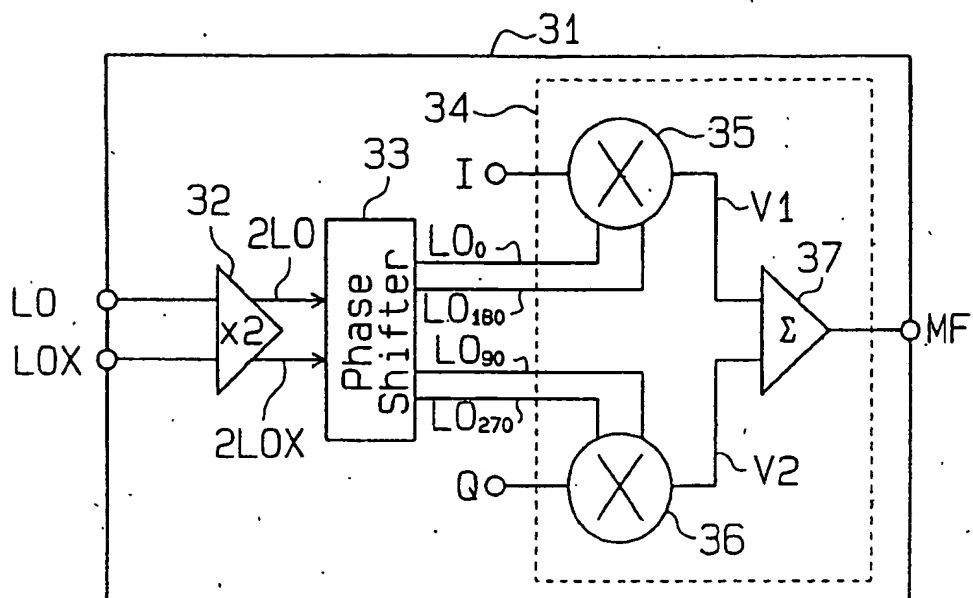 31
34
35
I
33
V1
32
2LO
LO0
37
LO
x2
Phase Shifter
LO180
Σ
MF
LOX
LO90
LO270
2LOX
V2
Q
36